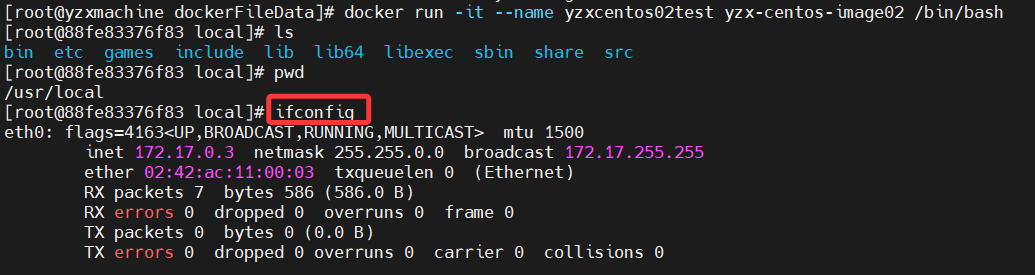 [root@yzxmachine dockerFileData]# docker run -it --name yzxcentos02test yzx-centos-image02 /bin/bash
[root@88fe83376f83 local]# ls
bin  etc  games  include  lib  lib64  libexec  sbin  share  src
[root@88fe83376f83 local]# pwd
/usr/local
[root@88fe83376f83 local]# ifconfig
eth0: flags=4163<UP,BROADCAST,RUNNING,MULTICAST>  mtu 1500
        inet 172.17.0.3  netmask 255.255.0.0  broadcast 172.17.255.255
        ether 02:42:ac:11:00:03  txqueuelen 0  (Ethernet)
        RX packets 7  bytes 586 (586.0 B)
        RX errors 0  dropped 0  overruns 0  frame 0
        TX packets 0  bytes 0 (0.0 B)
        TX errors 0  dropped 0 overruns 0  carrier 0  collisions 0